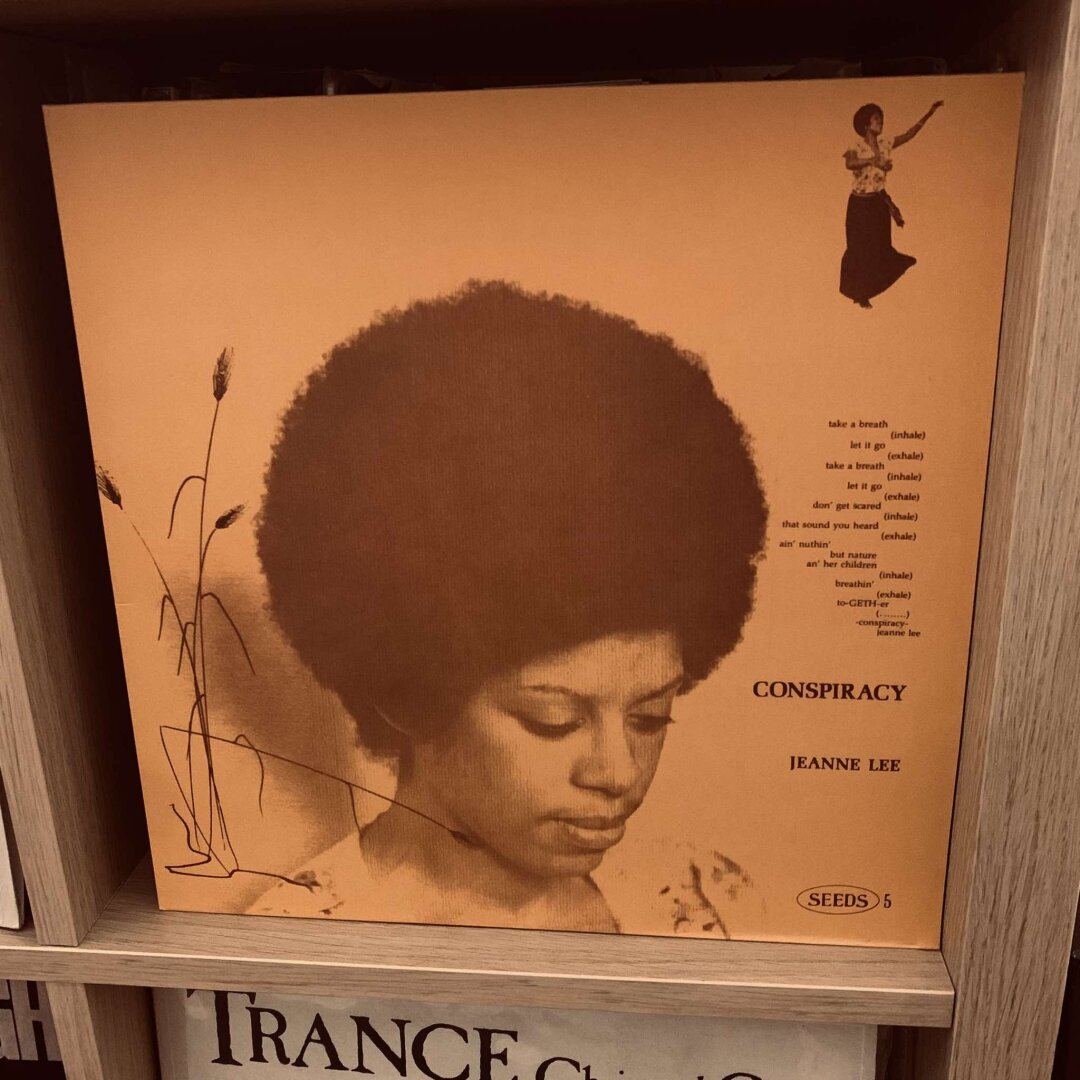 take a breath
(inhale)
let it go
(exhale)
take a breath
(inhale)
let it go
(exhale)
don' get scared
(inhale)
that sound you heard
(exhale)
ain' nuthin'
but nature
an' her children
(inhale)
breathin'
(exhale)
to-GETH-er
(........)
-conspiracy-
jeanne lee
CONSPIRACY
JEANNE LEE
SEEDS 5
TRANCE